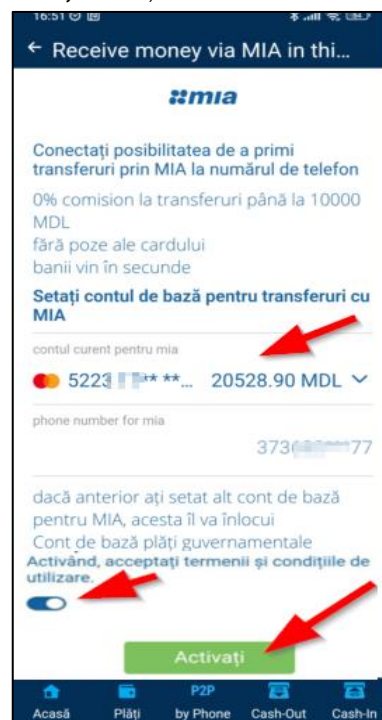 16:51
← Receive money via MIA in thi...
mia
Conectați posibilitatea de a primi
transferuri prin MIA la numărul de telefon
0% comision la transferuri până la 10000
MDL
fără poze ale cardului
banii vin în secunde
Setați contul de bază pentru transferuri cu
MIA
contul curent pentru mia
5223 ** **... 20528.90 MDL
phone number for mia
373 77
dacă anterior ați setat alt cont de bază
pentru MIA, acesta îl va înlocui
Cont de bază plăți guvernamentale
Activând, acceptați termenii și condițiile de
utilizare.
Activați
Acasă Plăți P2P by Phone Cash-Out Cash-In